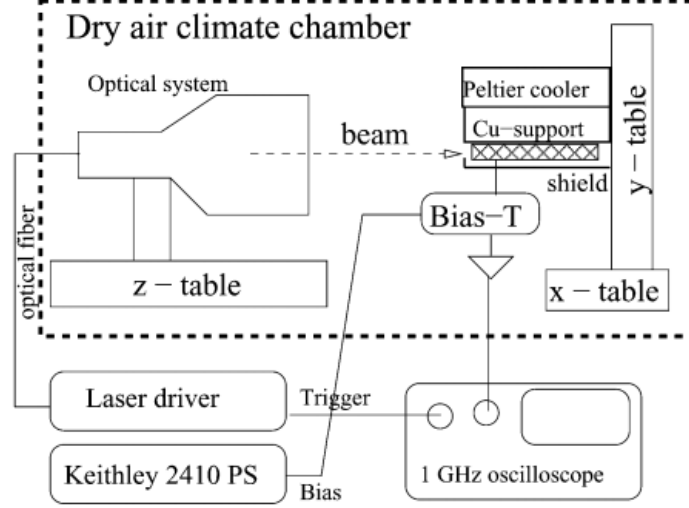 Dry air climate chamber
Optical system
beam
Peltier cooler
Cu−support
shield
y − table
Bias−T
optical fiber
z − table
x − table
Laser driver
Trigger
Keithley 2410 PS
Bias
1 GHz oscilloscope